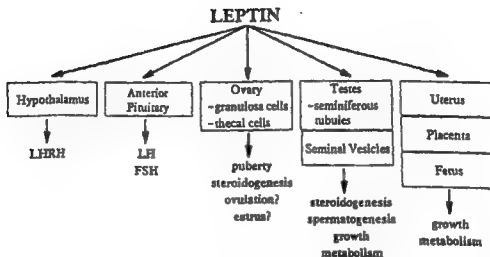 LEPTIN
Hypothalamus
LHRH
Anterior
Pituitary
LH
FSH
Ovary
-granulosa cells
-thecal cells
puberty
steroidogenesis
ovulation?
estrus?
Testes
-seminiferous
tubules
Seminal Vesicles
steroidogenesis
spermatogenesis
growth
metabolism
Uterus
Placenta
Fetus
growth
metabolism